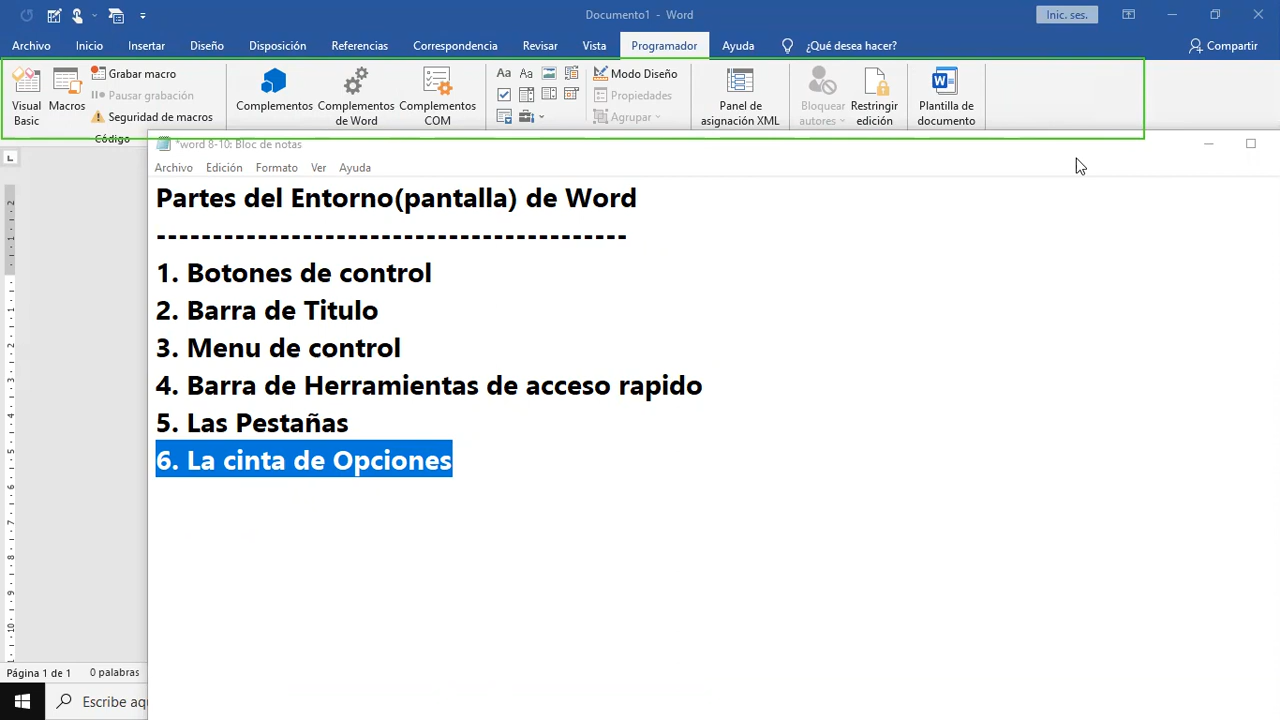 Documento1 - Word
Inic. ses.
Archivo Inicio Insertar Diseño Disposición Referencias Correspondencia Revisar Vista Programador Ayuda ¿Qué desea hacer? Compartir
Visual Basic
Macros
Grabar macro
Pausar grabación
Seguridad de macros
Código
Complementos
Complementos de Word
Complementos COM
Aa Aa
Modo Diseño
Propiedades
Agrupar
Panel de asignación XML
Bloquear autores
Restringir edición
Plantilla de documento
*word 8-10: Bloc de notas
Archivo Edición Formato Ver Ayuda
Partes del Entorno(pantalla) de Word
------------------------------------------
1. Botones de control
2. Barra de Titulo
3. Menu de control
4. Barra de Herramientas de acceso rapido
5. Las Pestañas
6. La cinta de Opciones
Página 1 de 1 0 palabras
Escribe aqu